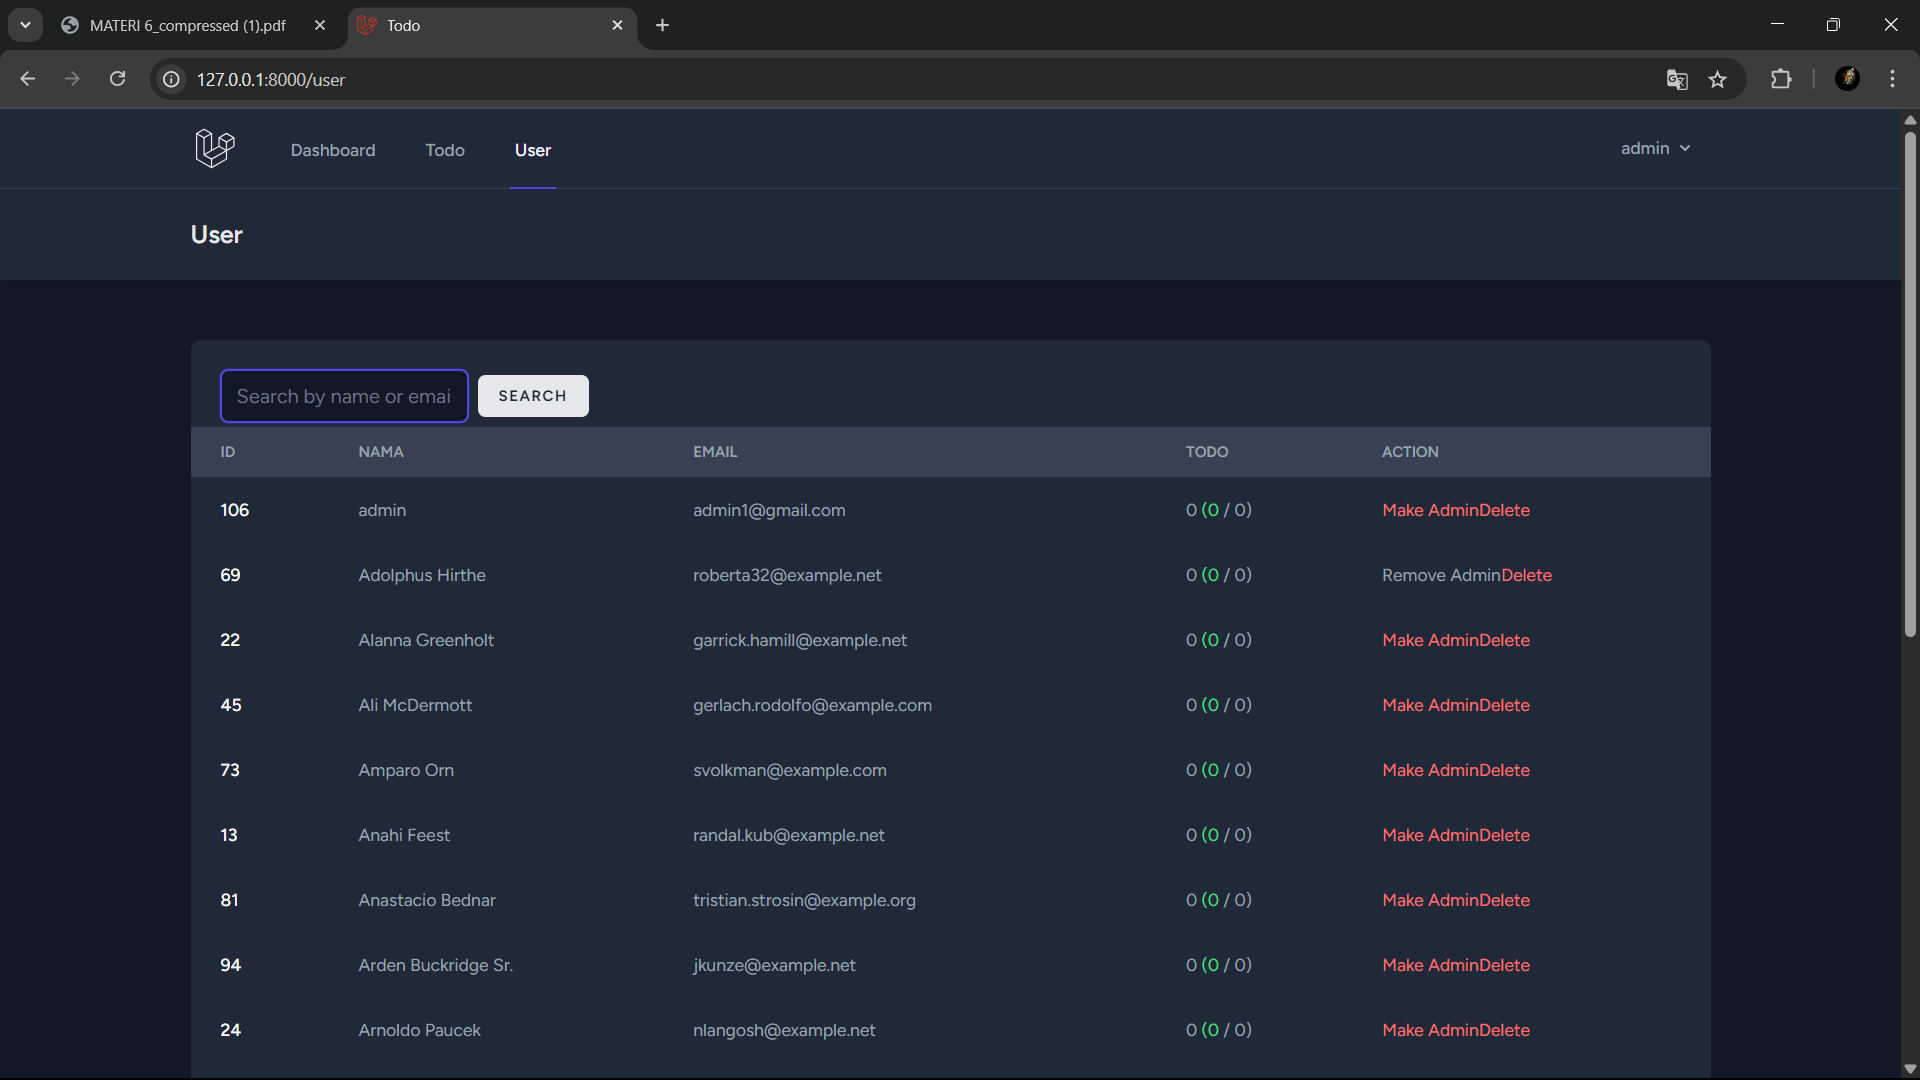 MATERI 6_compressed (1).pdf
Todo
127.0.0.1:8000/user
Dashboard Todo User admin
User
Search by name or emai SEARCH
ID NAMA EMAIL TODO ACTION
106 admin admin1@gmail.com 0 (0 / 0) Make AdminDelete
69 Adolphus Hirthe roberta32@example.net 0 (0 / 0) Remove AdminDelete
22 Alanna Greenholt garrick.hamill@example.net 0 (0 / 0) Make AdminDelete
45 Ali McDermott gerlach.rodolfo@example.com 0 (0 / 0) Make AdminDelete
73 Amparo Orn svolkman@example.com 0 (0 / 0) Make AdminDelete
13 Anahi Feest randal.kub@example.net 0 (0 / 0) Make AdminDelete
81 Anastacio Bednar tristian.strosin@example.org 0 (0 / 0) Make AdminDelete
94 Arden Buckridge Sr. jkunze@example.net 0 (0 / 0) Make AdminDelete
24 Arnoldo Paucek nlangosh@example.net 0 (0 / 0) Make AdminDelete